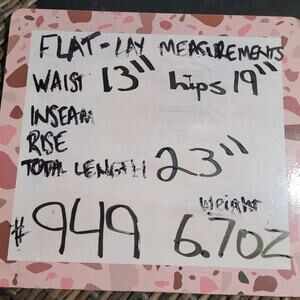 FLAT-LAY MEASUREMENTS
WAIST 13" hips 19"
INSEAM
RISE
TOTAL LENGTH 23"
Weight
#949 6.7oz